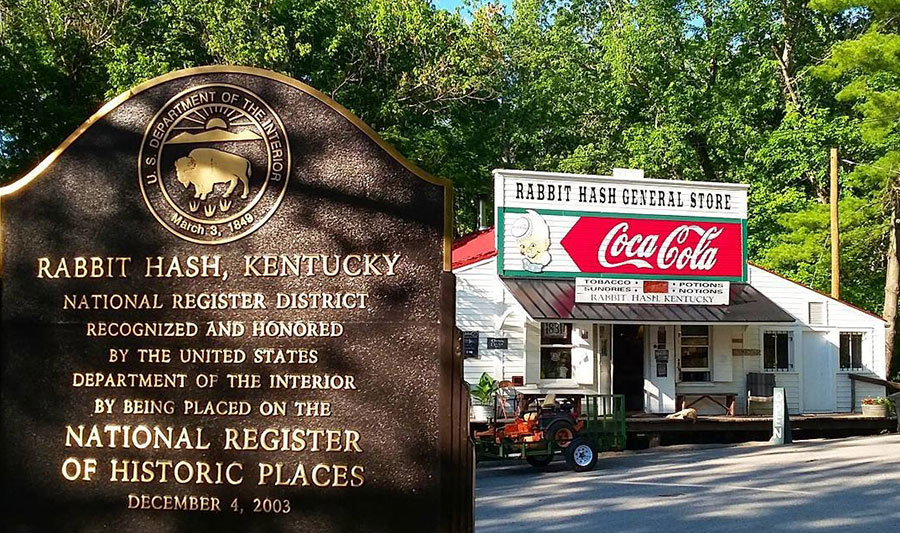 U.S. DEPARTMENT OF THE INTERIOR
March 3, 1849
RABBIT HASH, KENTUCKY
NATIONAL REGISTER DISTRICT
RECOGNIZED AND HONORED
BY THE UNITED STATES
DEPARTMENT OF THE INTERIOR
BY BEING PLACED ON THE
NATIONAL REGISTER
OF HISTORIC PLACES
DECEMBER 4, 2003
RABBIT HASH GENERAL STORE
Coca Cola
TOBACCO POTIONS
SUNDRIES NOTIONS
RABBIT HASH, KENTUCKY
1831